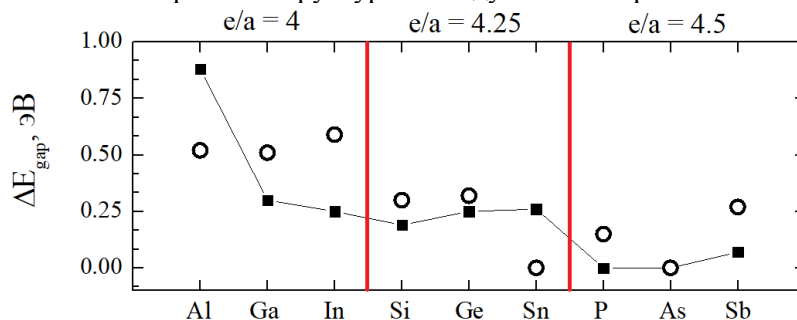 e/a = 4 e/a = 4.25 e/a = 4.5
1.00
0.75
0.50
0.25
0.00
ΔE_gap, эВ
Al Ga In Si Ge Sn P As Sb